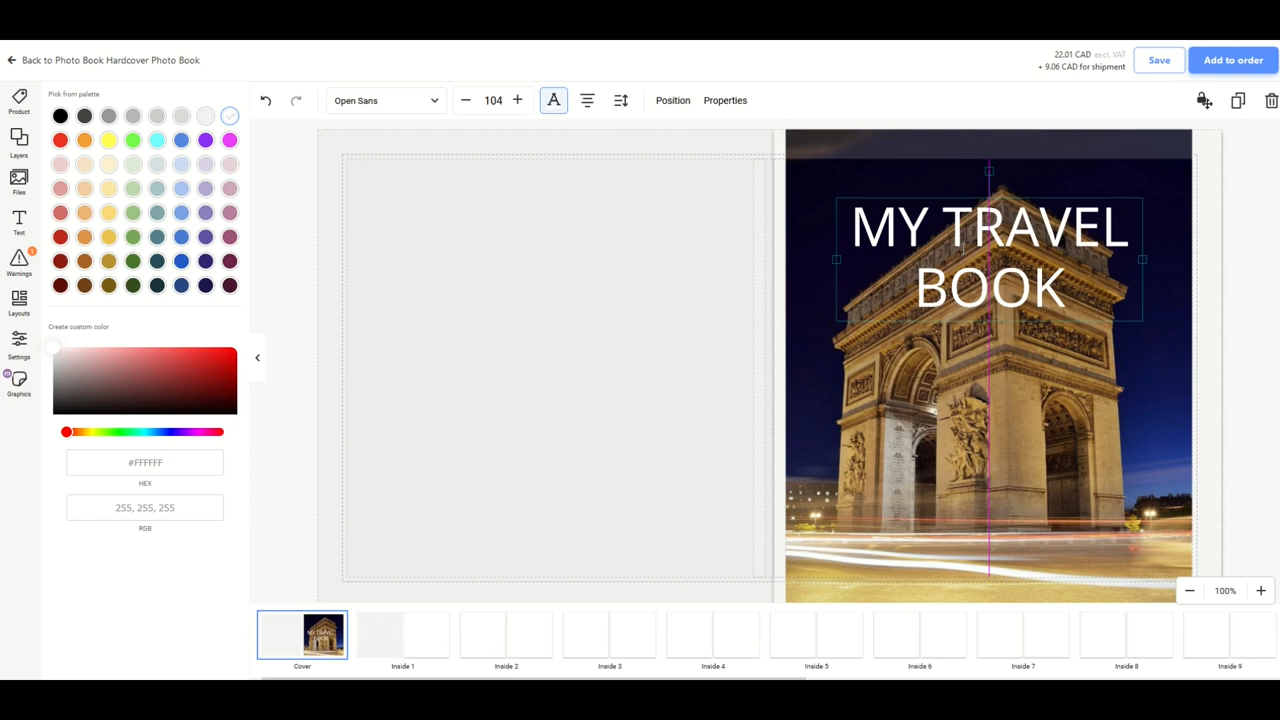 Back to Photo Book Hardcover Photo Book
22.01 CAD excl. VAT
+ 9.06 CAD for shipment
Save
Add to order
Product
Layers
Files
Text
Warnings
Layouts
Settings
Graphics
Pick from palette
Create custom color
#FFFFFF
HEX
255, 255, 255
RGB
Open Sans
104
Position
Properties
MY TRAVEL
BOOK
100%
Cover
Inside 1
Inside 2
Inside 3
Inside 4
Inside 5
Inside 6
Inside 7
Inside 8
Inside 9